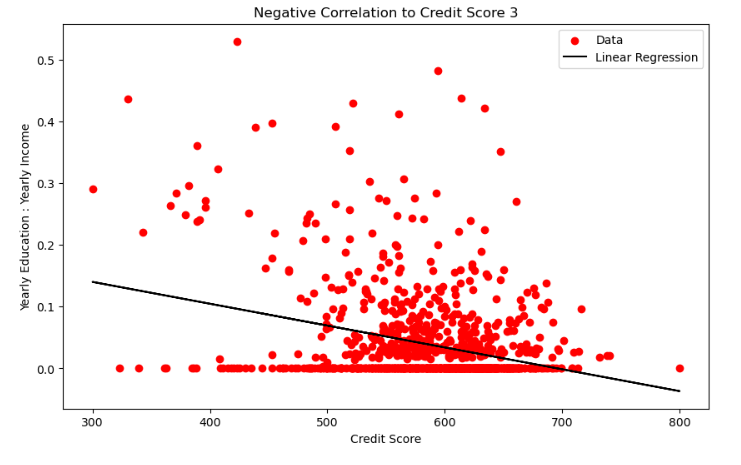 Negative Correlation to Credit Score 3
Data
Linear Regression
Yearly Education : Yearly Income
0.5
0.4
0.3
0.2
0.1
0.0
300 400 500 600 700 800
Credit Score